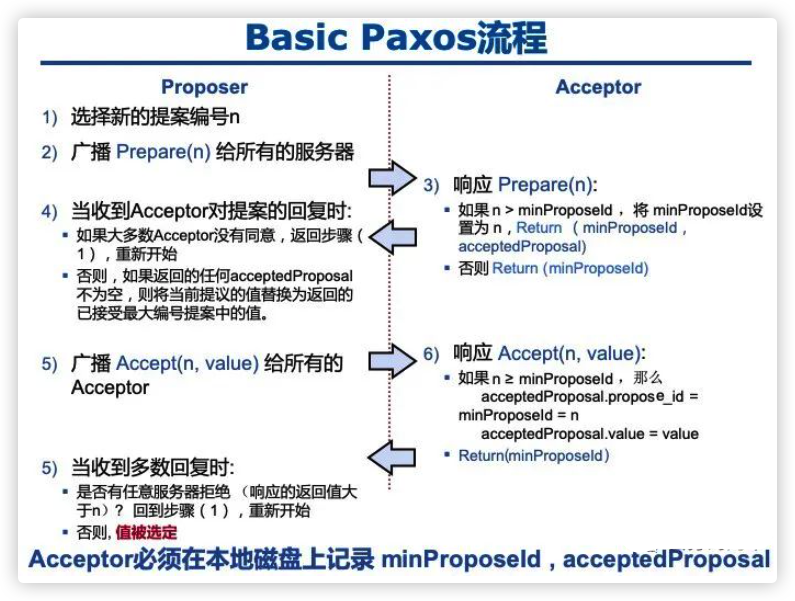 Basic Paxos流程
Proposer
Acceptor
1) 选择新的提案编号n
2) 广播 Prepare(n) 给所有的服务器
3) 响应 Prepare(n):
▪ 如果 n > minProposeId ，将 minProposeId设
置为 n , Return （minProposeId ,
acceptedProposal)
▪ 否则 Return (minProposeId)
4) 当收到Acceptor对提案的回复时:
▪ 如果大多数Acceptor没有同意，返回步骤（
1），重新开始
▪ 否则，如果返回的任何acceptedProposal
不为空，则将当前提议的值替换为返回的
已接受最大编号提案中的值。
5) 广播 Accept(n, value) 给所有的
Acceptor
6) 响应 Accept(n, value):
▪ 如果 n ≥ minProposeId ，那么
acceptedProposal.propose_id =
minProposeId = n
acceptedProposal.value = value
▪ Return(minProposeId)
5) 当收到多数回复时:
▪ 是否有任意服务器拒绝 （响应的返回值大
于n）? 回到步骤（1），重新开始
▪ 否则, 值被选定
Acceptor必须在本地磁盘上记录 minProposeId , acceptedProposal